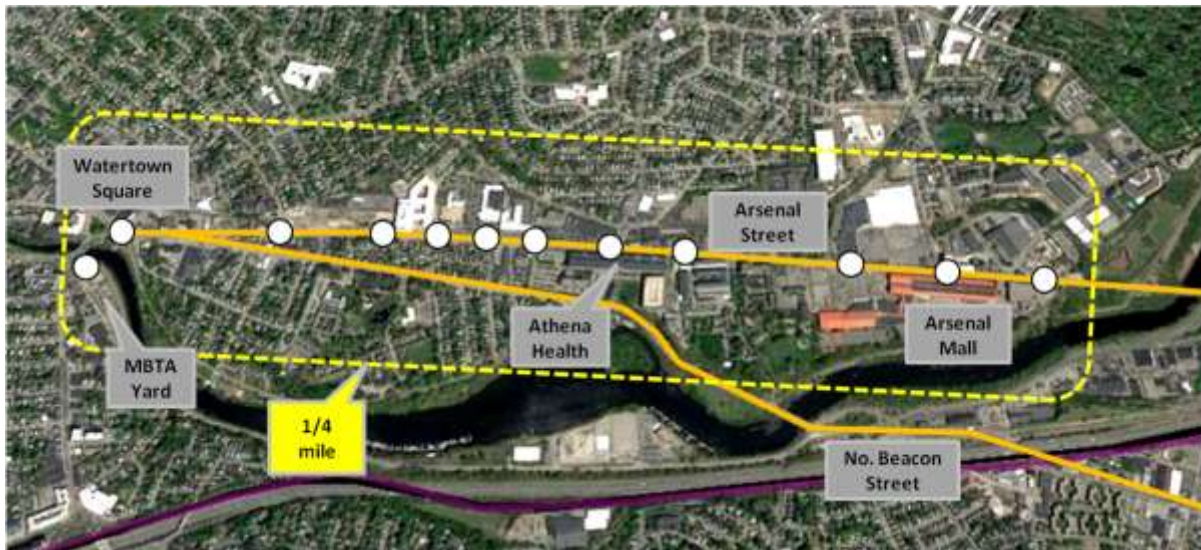 Watertown
Square
Arsenal
Street
Athena
Health
Arsenal
Mall
MBTA
Yard
1/4
mile
No. Beacon
Street